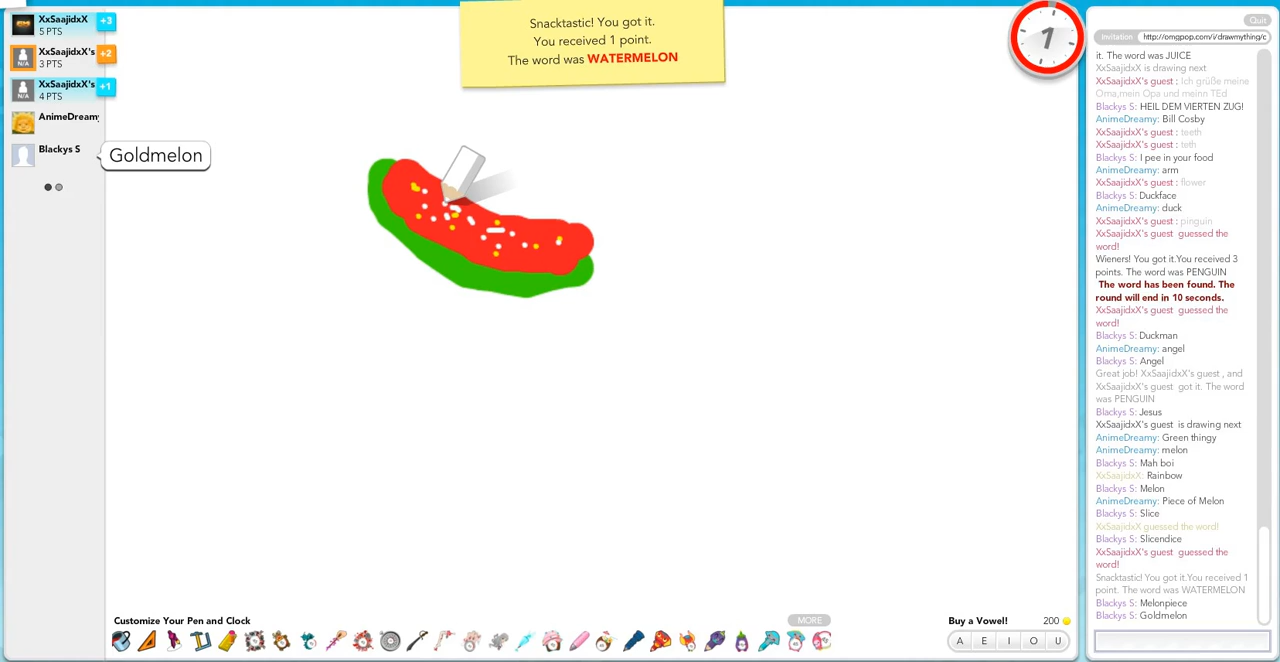 XxSaajidxX +3
5 PTS
XxSaajidxX's +2
3 PTS
N/A
XxSaajidxX's +1
4 PTS
N/A
AnimeDreamy
Blackys S
Goldmelon
Snacktastic! You got it.
You received 1 point.
The word was WATERMELON
1
Quit
Invitation http://omgpop.com/i/drawmything/c
it. The word was JUICE
XxSaajidxX is drawing next
XxSaajidxX's guest : Ich grüße meine
Oma,mein Opa und meinn TEd
Blackys S: HEIL DEM VIERTEN ZUG!
AnimeDreamy: Bill Cosby
XxSaajidxX's guest : teeth
XxSaajidxX's guest : teth
Blackys S: I pee in your food
AnimeDreamy: arm
XxSaajidxX's guest : flower
Blackys S: Duckface
AnimeDreamy: duck
XxSaajidxX's guest : pinguin
XxSaajidxX's guest guessed the
word!
Wieners! You got it.You received 3
points. The word was PENGUIN
The word has been found. The
round will end in 10 seconds.
XxSaajidxX's guest guessed the
word!
Blackys S: Duckman
AnimeDreamy: angel
Blackys S: Angel
Great job! XxSaajidxX's guest , and
XxSaajidxX's guest got it. The word
was PENGUIN
Blackys S: Jesus
XxSaajidxX's guest is drawing next
AnimeDreamy: Green thingy
AnimeDreamy: melon
Blackys S: Mah boi
XxSaajidxX: Rainbow
Blackys S: Melon
AnimeDreamy: Piece of Melon
Blackys S: Slice
XxSaajidxX guessed the word!
Blackys S: Slicendice
XxSaajidxX's guest guessed the
word!
Snacktastic! You got it.You received 1
point. The word was WATERMELON
Blackys S: Melonpiece
Blackys S: Goldmelon
Customize Your Pen and Clock
MORE
Buy a Vowel! 200
A E I O U